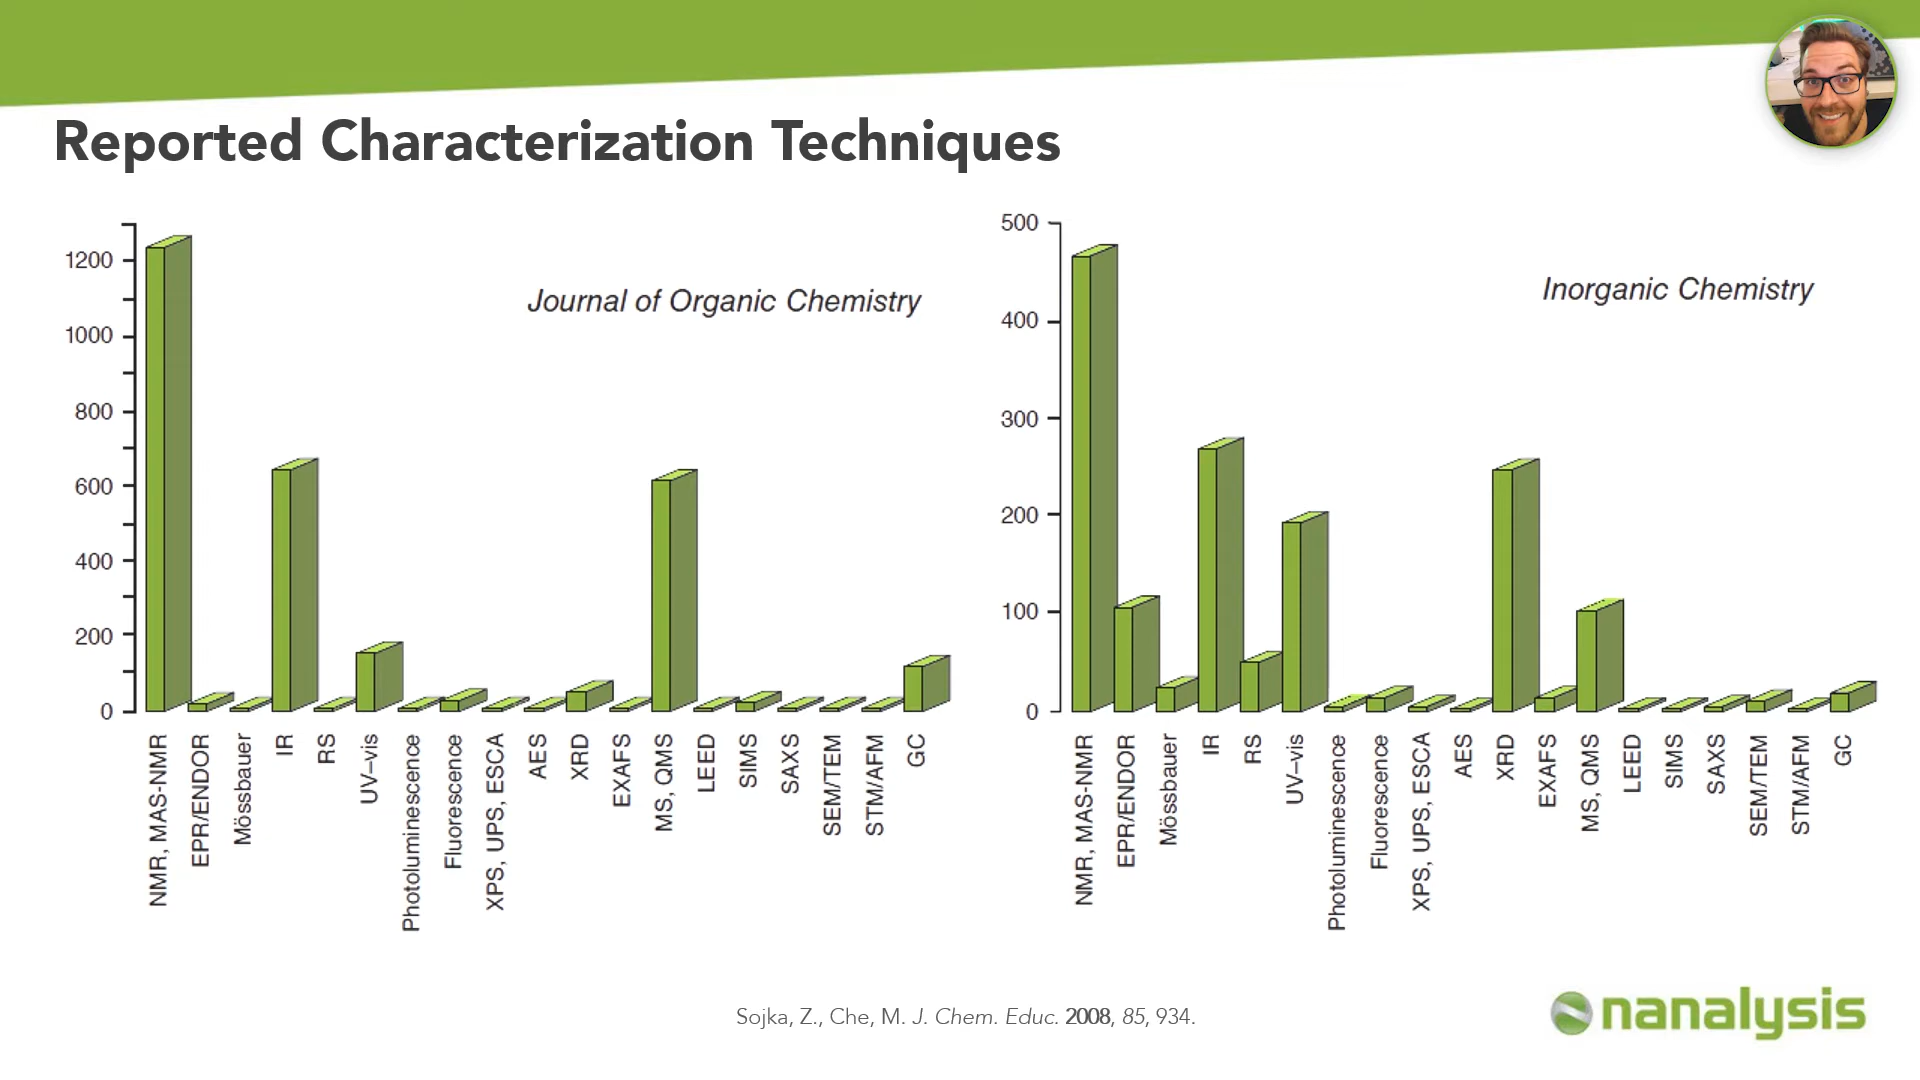 Reported Characterization Techniques
1200
1000
800
600
400
200
0
Journal of Organic Chemistry
NMR, MAS-NMR
EPR/ENDOR
Mössbauer
IR
RS
UV–vis
Photoluminescence
Fluorescence
XPS, UPS, ESCA
AES
XRD
EXAFS
MS, QMS
LEED
SIMS
SAXS
SEM/TEM
STM/AFM
GC
500
400
300
200
100
0
Inorganic Chemistry
NMR, MAS-NMR
EPR/ENDOR
Mössbauer
IR
RS
UV–vis
Photoluminescence
Fluorescence
XPS, UPS, ESCA
AES
XRD
EXAFS
MS, QMS
LEED
SIMS
SAXS
SEM/TEM
STM/AFM
GC
Sojka, Z., Che, M. J. Chem. Educ. 2008, 85, 934.
nanalysis